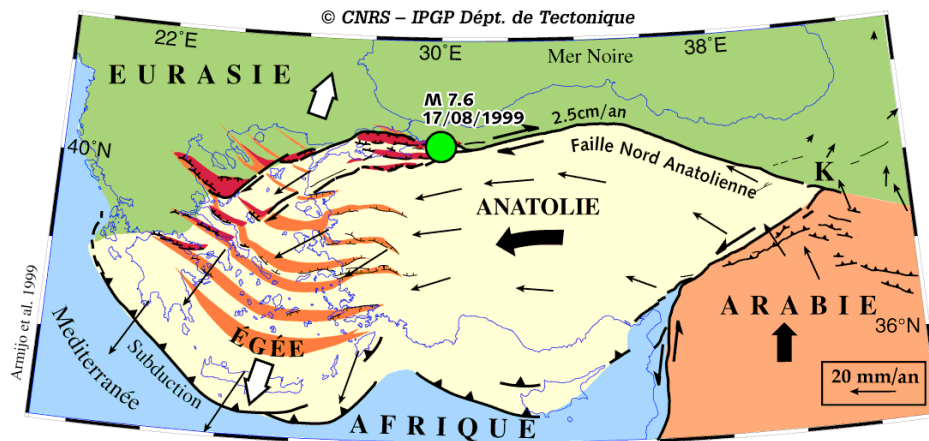 © CNRS – IPGP Dépt. de Tectonique
22°E
30°E
38°E
Mer Noire
EURASIE
M 7.6
17/08/1999
2.5cm/an
40°N
Faille Nord Anatolienne
K
ANATOLIE
ARABIE
36°N
ÉGÉE
Mediterranée
Subduction
AFRIQUE
20 mm/an
Armijo et al. 1999